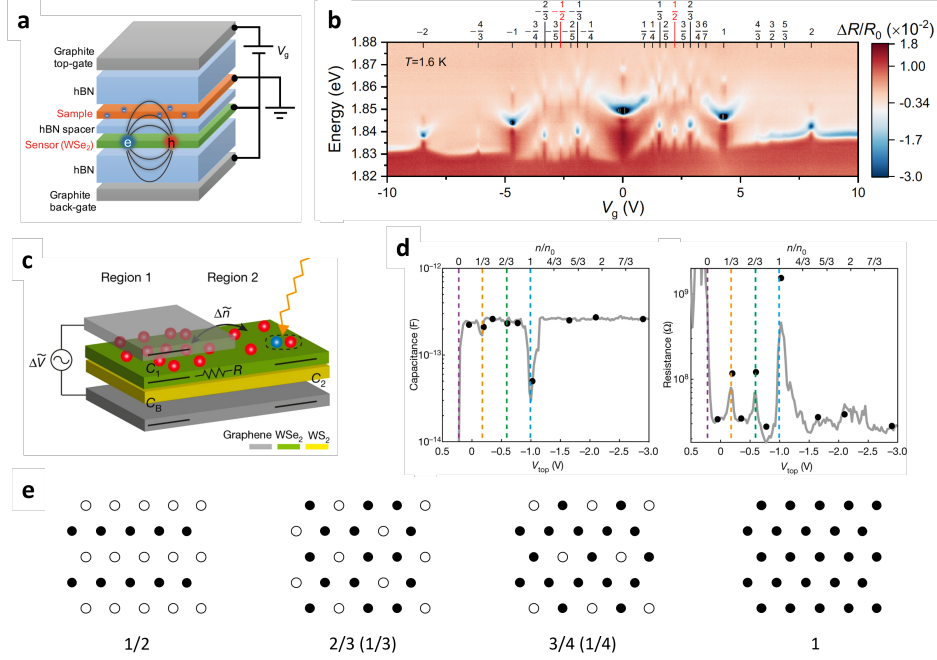 a
Graphite
top-gate
hBN
Sample
hBN spacer
Sensor (WSe₂)
hBN
Graphite
back-gate
e
h
V_g
b
−2 −4/3 −1 −2/3 −1/2 −1/3
−3/4 −3/5 −2/5 −1/4
1/3 1/2 2/3 1 4/3 3/2 5/3 2
1/7 1/4 2/5 3/5 3/4 6/7
ΔR/R₀ (×10⁻²)
T=1.6 K
Energy (eV)
1.88
1.87
1.86
1.85
1.84
1.83
1.82
-10 -5 0 5 10
V_g (V)
1.8
1.00
-0.34
-1.7
-3.0
c
Region 1 Region 2
Δñ
ΔṼ
C₁
R
C₂
C_B
Graphene WSe₂ WS₂
d
n/n₀
0 1/3 2/3 1 4/3 5/3 2 7/3
Capacitance (F)
10⁻¹²
10⁻¹³
10⁻¹⁴
0.5 0 −0.5 −1.0 −1.5 −2.0 −2.5 −3.0
V_top (V)
n/n₀
0 1/3 2/3 1 4/3 5/3 2 7/3
Resistance (Ω)
10⁹
10⁸
0.5 0 −0.5 −1.0 −1.5 −2.0 −2.5 −3.0
V_top (V)
e
1/2 2/3 (1/3) 3/4 (1/4) 1